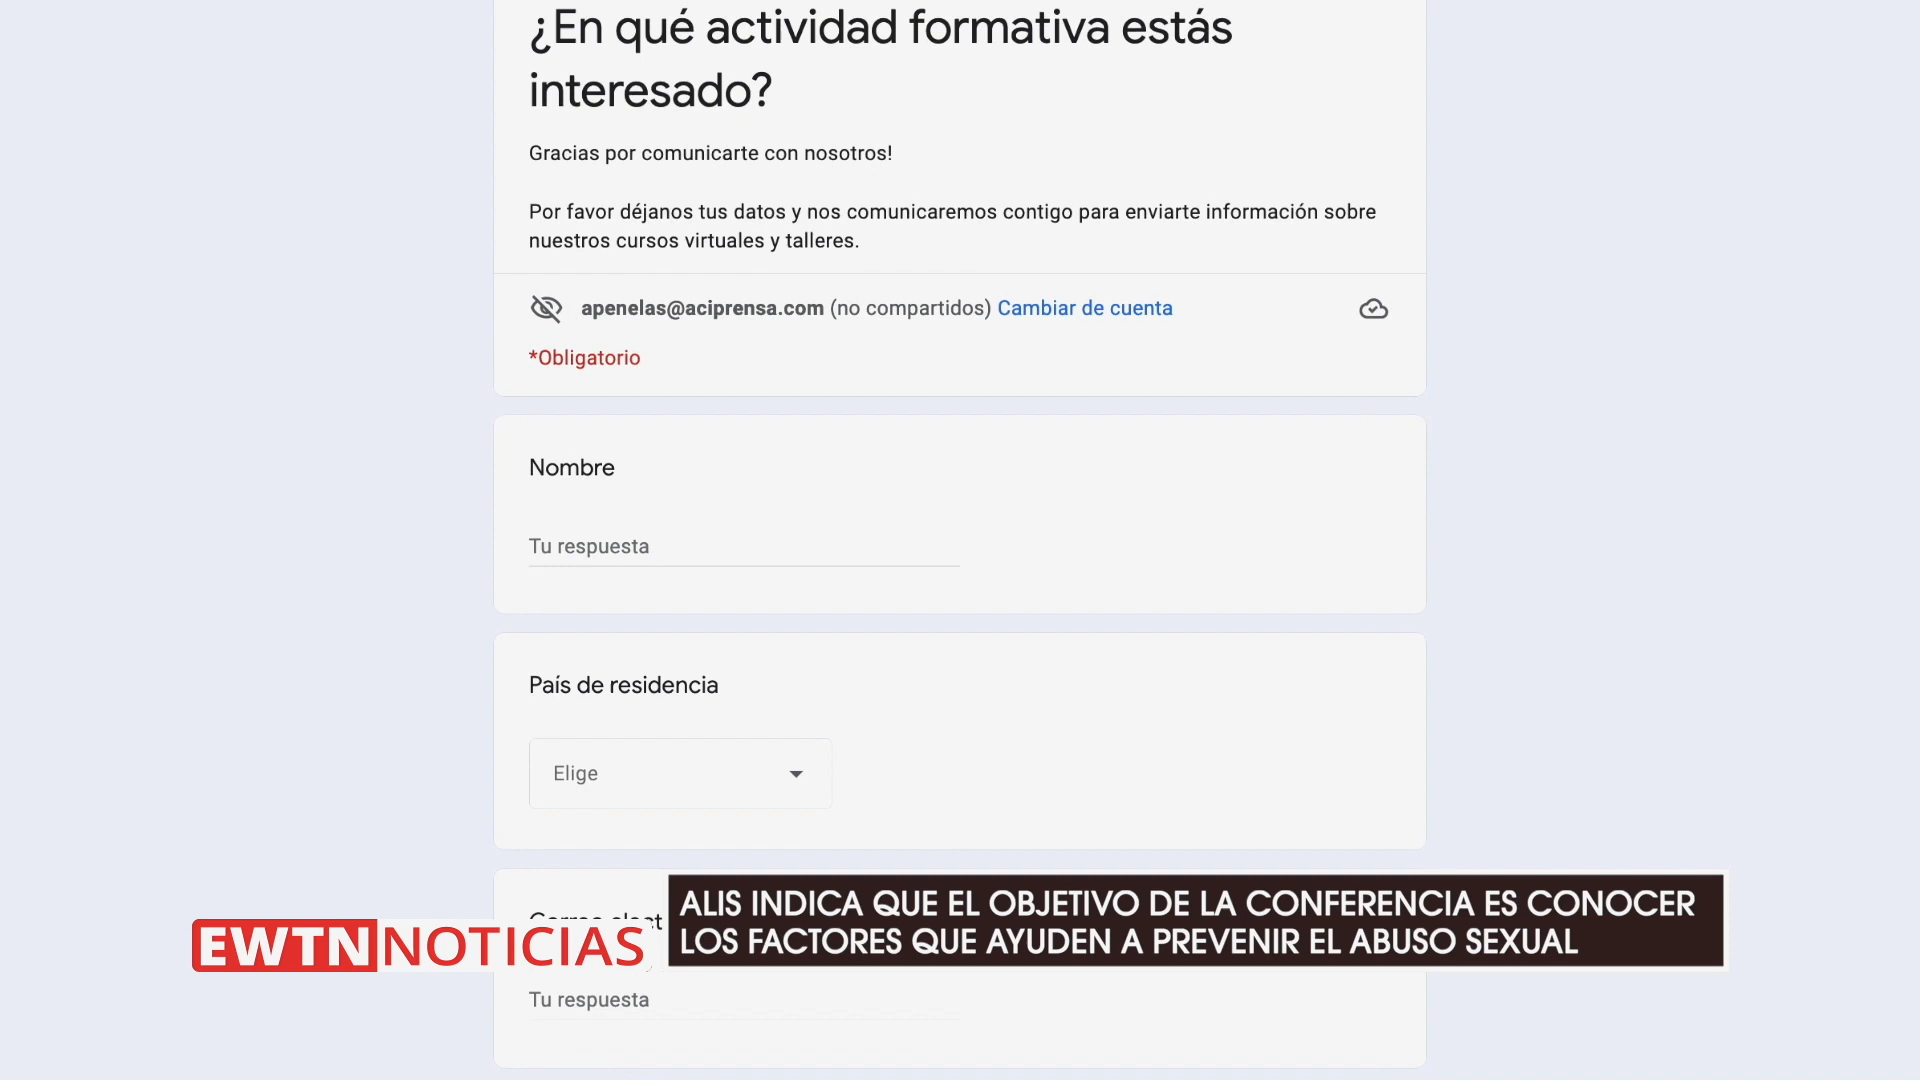 ¿En qué actividad formativa estás
interesado?
Gracias por comunicarte con nosotros!
Por favor déjanos tus datos y nos comunicaremos contigo para enviarte información sobre
nuestros cursos virtuales y talleres.
apenelas@aciprensa.com (no compartidos) Cambiar de cuenta
*Obligatorio
Nombre
Tu respuesta
País de residencia
Elige
ALIS INDICA QUE EL OBJETIVO DE LA CONFERENCIA ES CONOCER
LOS FACTORES QUE AYUDEN A PREVENIR EL ABUSO SEXUAL
EWTN NOTICIAS
Tu respuesta